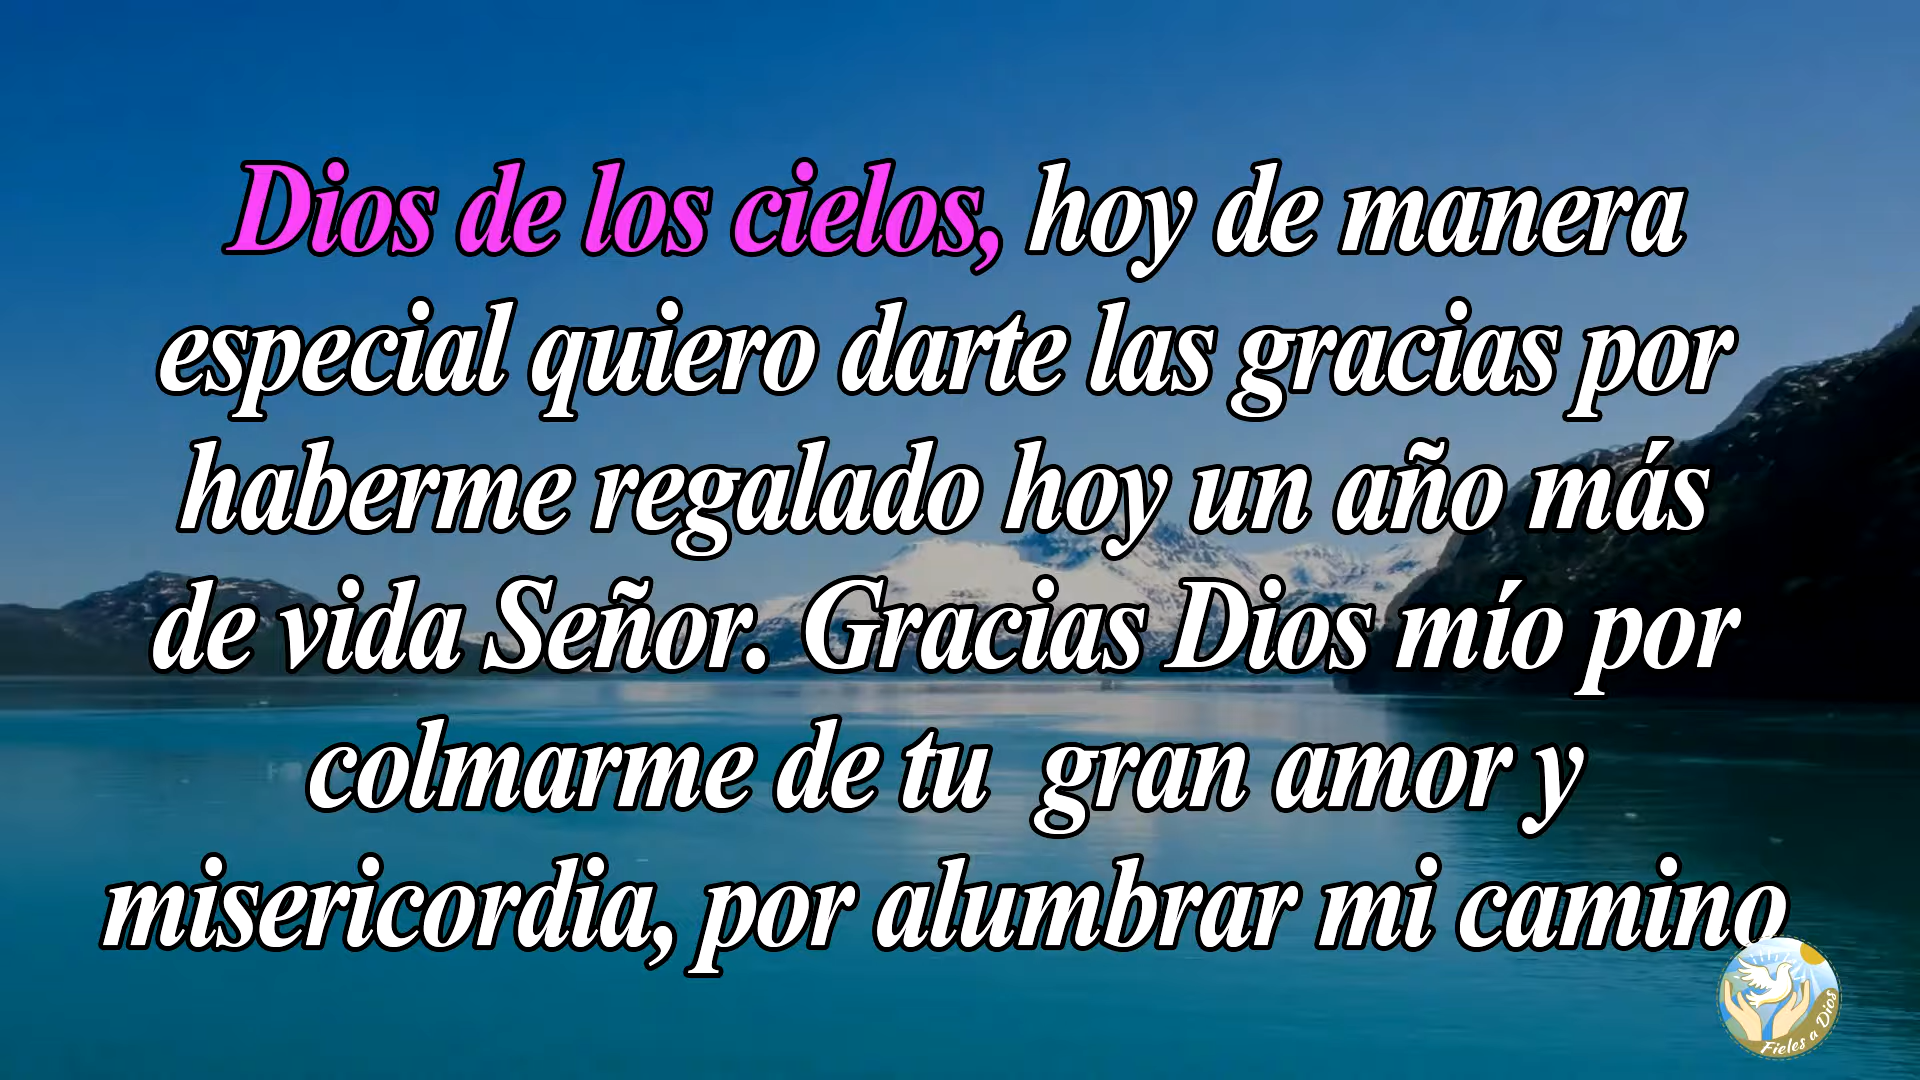 Dios de los cielos, hoy de manera
especial quiero darte las gracias por
haberme regalado hoy un año más
de vida Señor. Gracias Dios mío por
colmarme de tu  gran amor y
misericordia, por alumbrar mi camino
Fieles a Dios